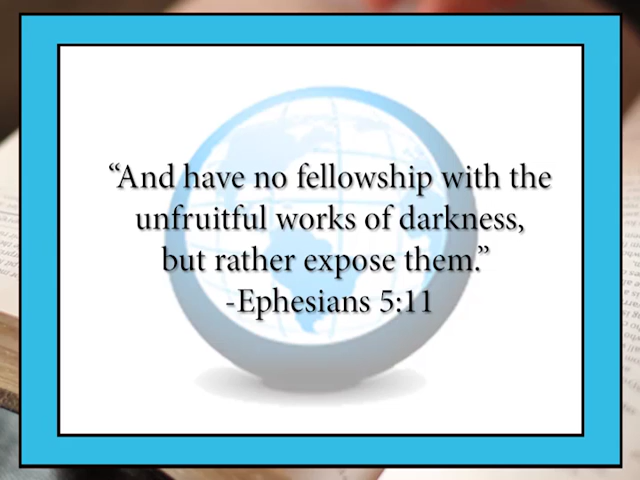 “And have no fellowship with the
unfruitful works of darkness,
but rather expose them.”
-Ephesians 5:11